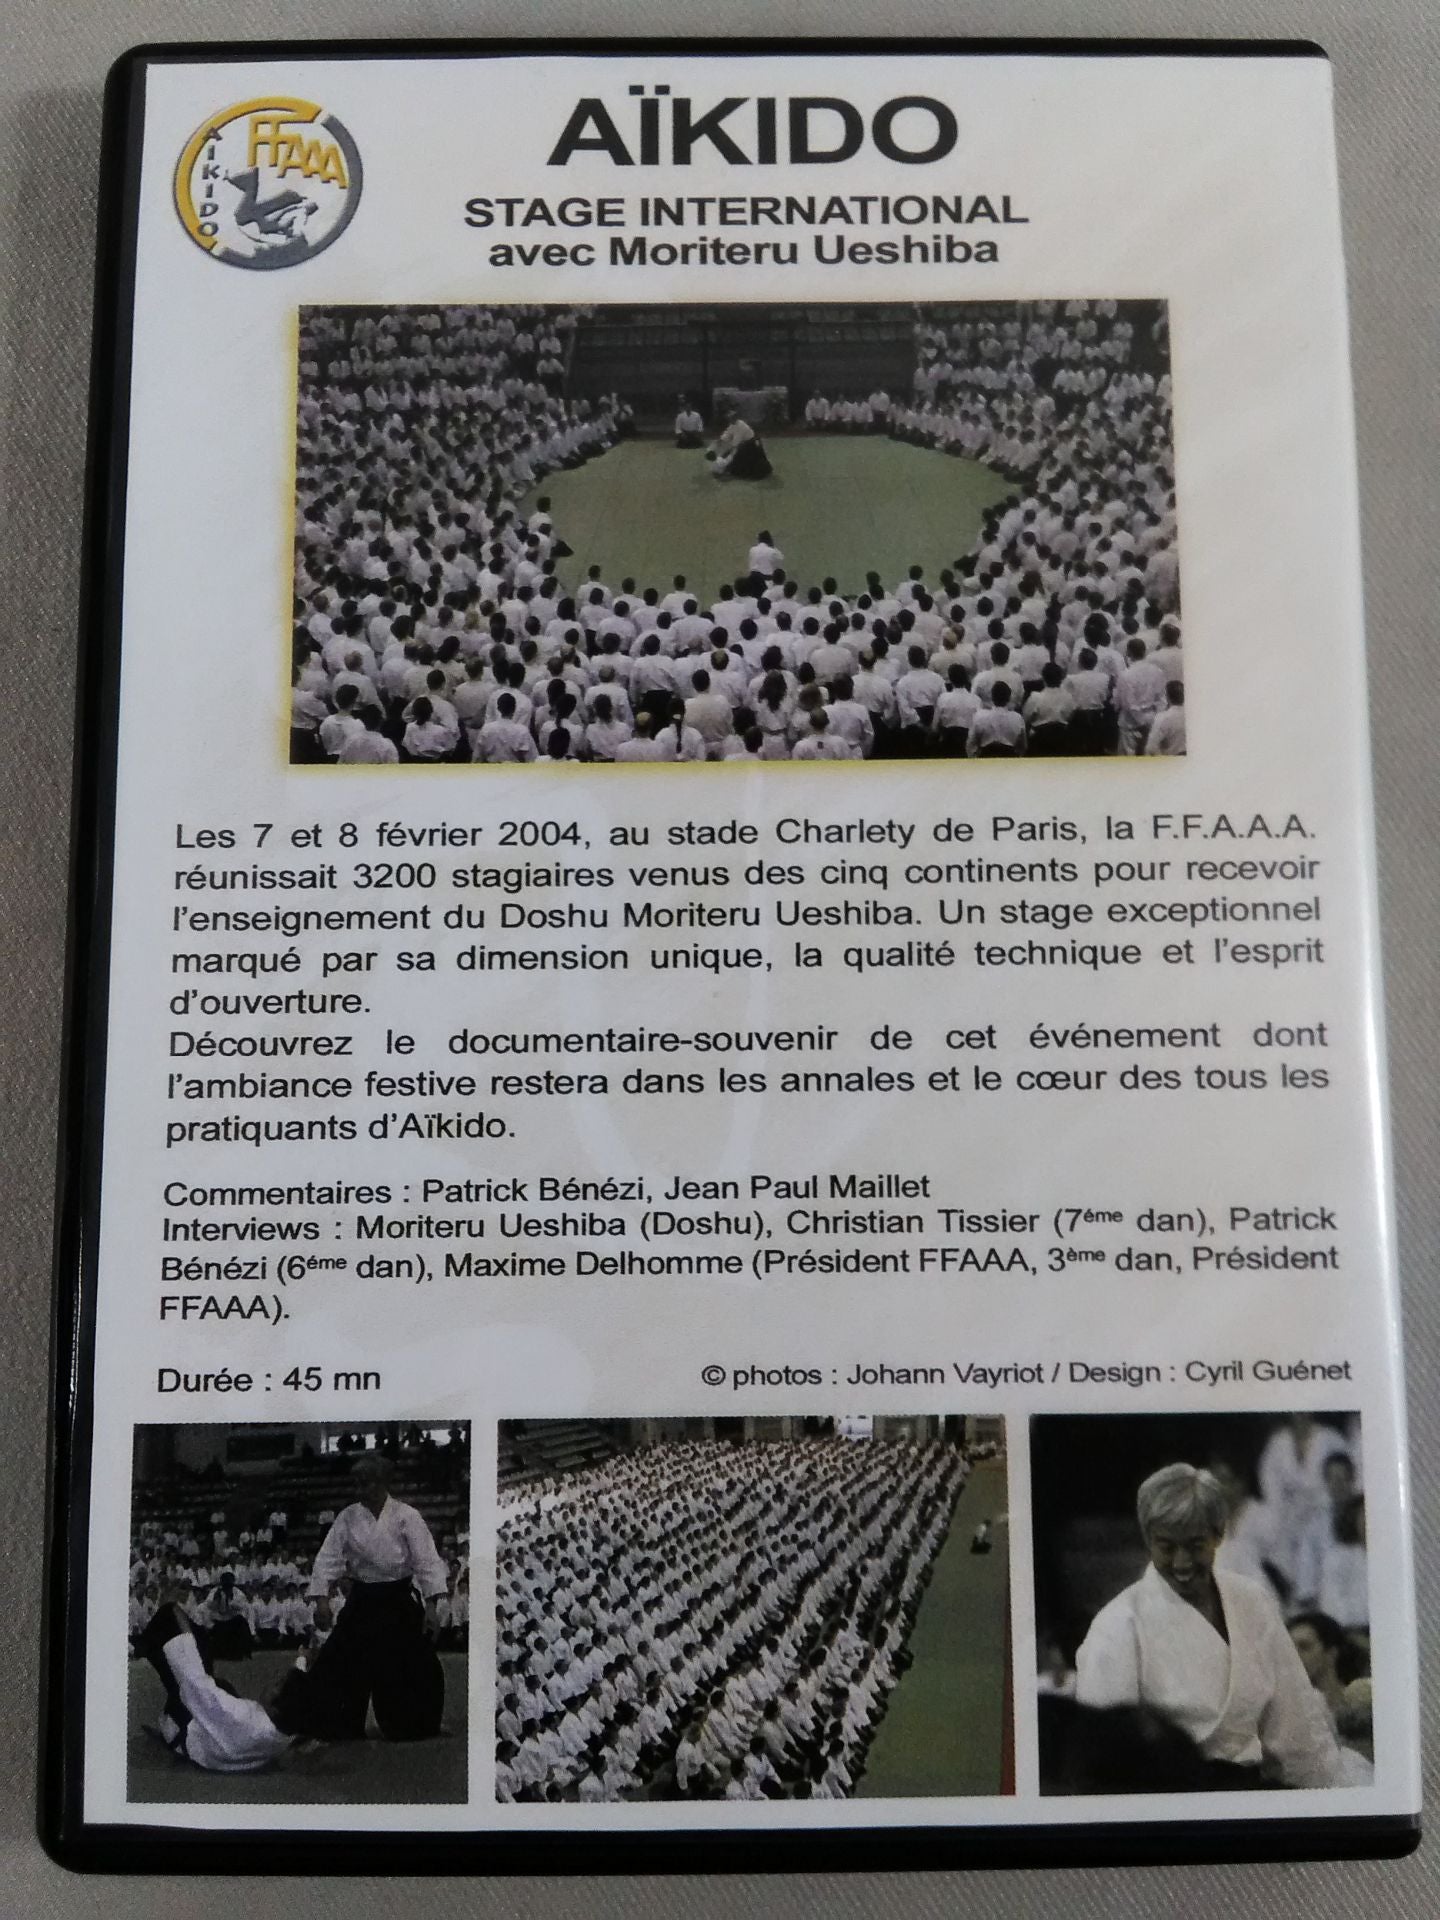 FFAAA
AIKIDO
AÏKIDO
STAGE INTERNATIONAL
avec Moriteru Ueshiba
Les 7 et 8 février 2004, au stade Charlety de Paris, la F.F.A.A.A.
réunissait 3200 stagiaires venus des cinq continents pour recevoir
l'enseignement du Doshu Moriteru Ueshiba. Un stage exceptionnel
marqué par sa dimension unique, la qualité technique et l'esprit
d'ouverture.
Découvrez le documentaire-souvenir de cet événement dont
l'ambiance festive restera dans les annales et le cœur des tous les
pratiquants d'Aïkido.
Commentaires : Patrick Bénézi, Jean Paul Maillet
Interviews : Moriteru Ueshiba (Doshu), Christian Tissier (7éme dan), Patrick
Bénézi (6éme dan), Maxime Delhomme (Président FFAAA, 3ème dan, Président
FFAAA).
Durée : 45 mn
© photos : Johann Vayriot / Design : Cyril Guénet